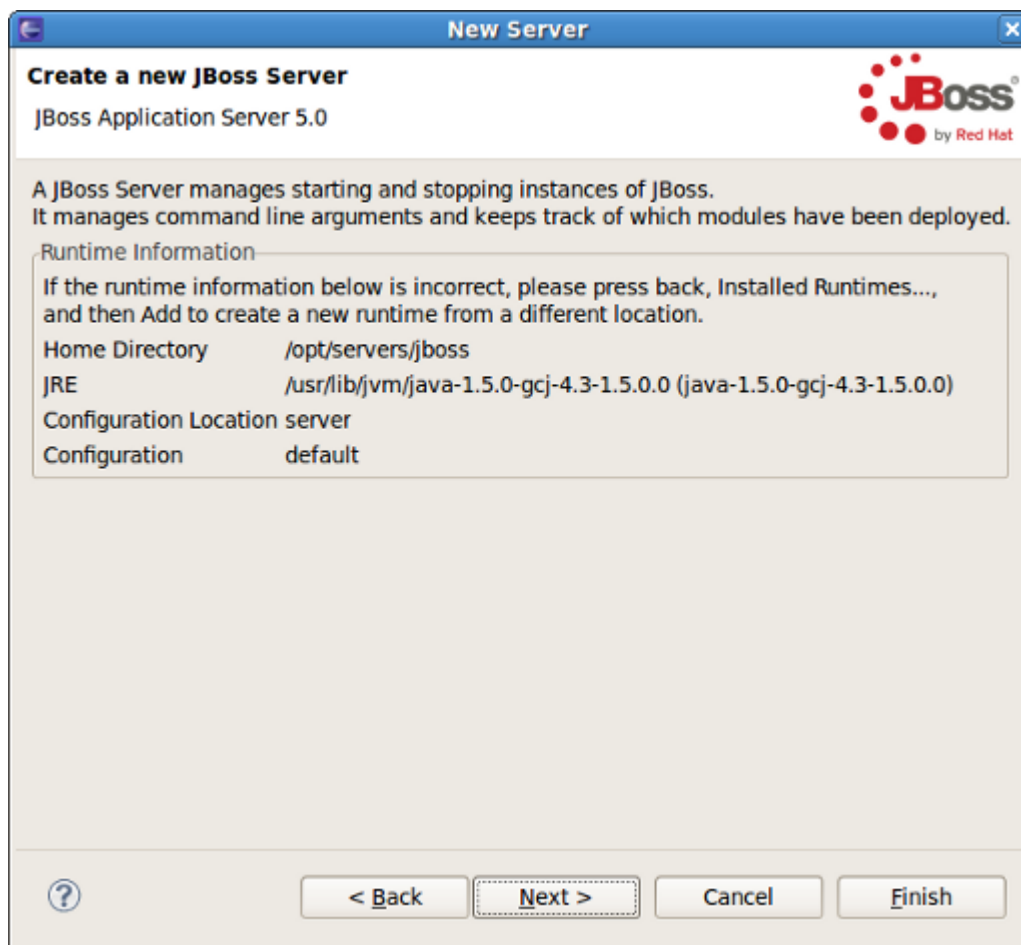 New Server
Create a new JBoss Server
JBoss Application Server 5.0
JBoss®
by Red Hat
A JBoss Server manages starting and stopping instances of JBoss.
It manages command line arguments and keeps track of which modules have been deployed.
Runtime Information
If the runtime information below is incorrect, please press back, Installed Runtimes...,
and then Add to create a new runtime from a different location.
Home Directory /opt/servers/jboss
JRE /usr/lib/jvm/java-1.5.0-gcj-4.3-1.5.0.0 (java-1.5.0-gcj-4.3-1.5.0.0)
Configuration Location server
Configuration default
? < Back Next > Cancel Finish